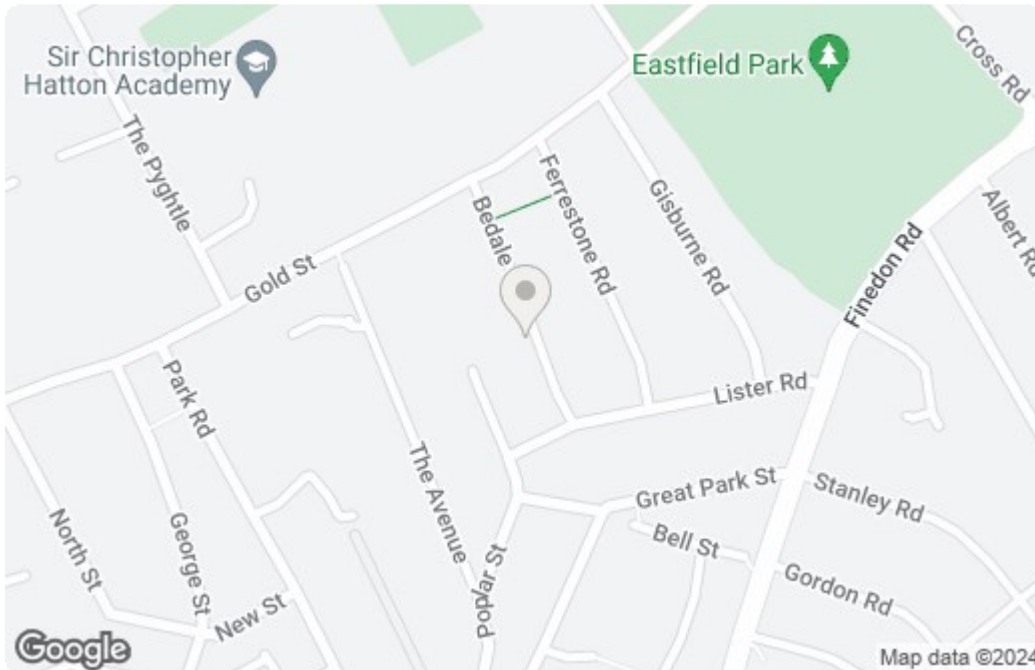 Sir Christopher
Hatton Academy
Eastfield Park
Cross Rd
The Pyghtle
Ferrestone Rd
Gisburne Rd
Bedale
Albert Rd
Gold St
Finedon Rd
Park Rd
Lister Rd
The Avenue
Great Park St
Stanley Rd
North St
George St
Bell St
Gordon Rd
New St
Poplar St
Google
Map data ©2024